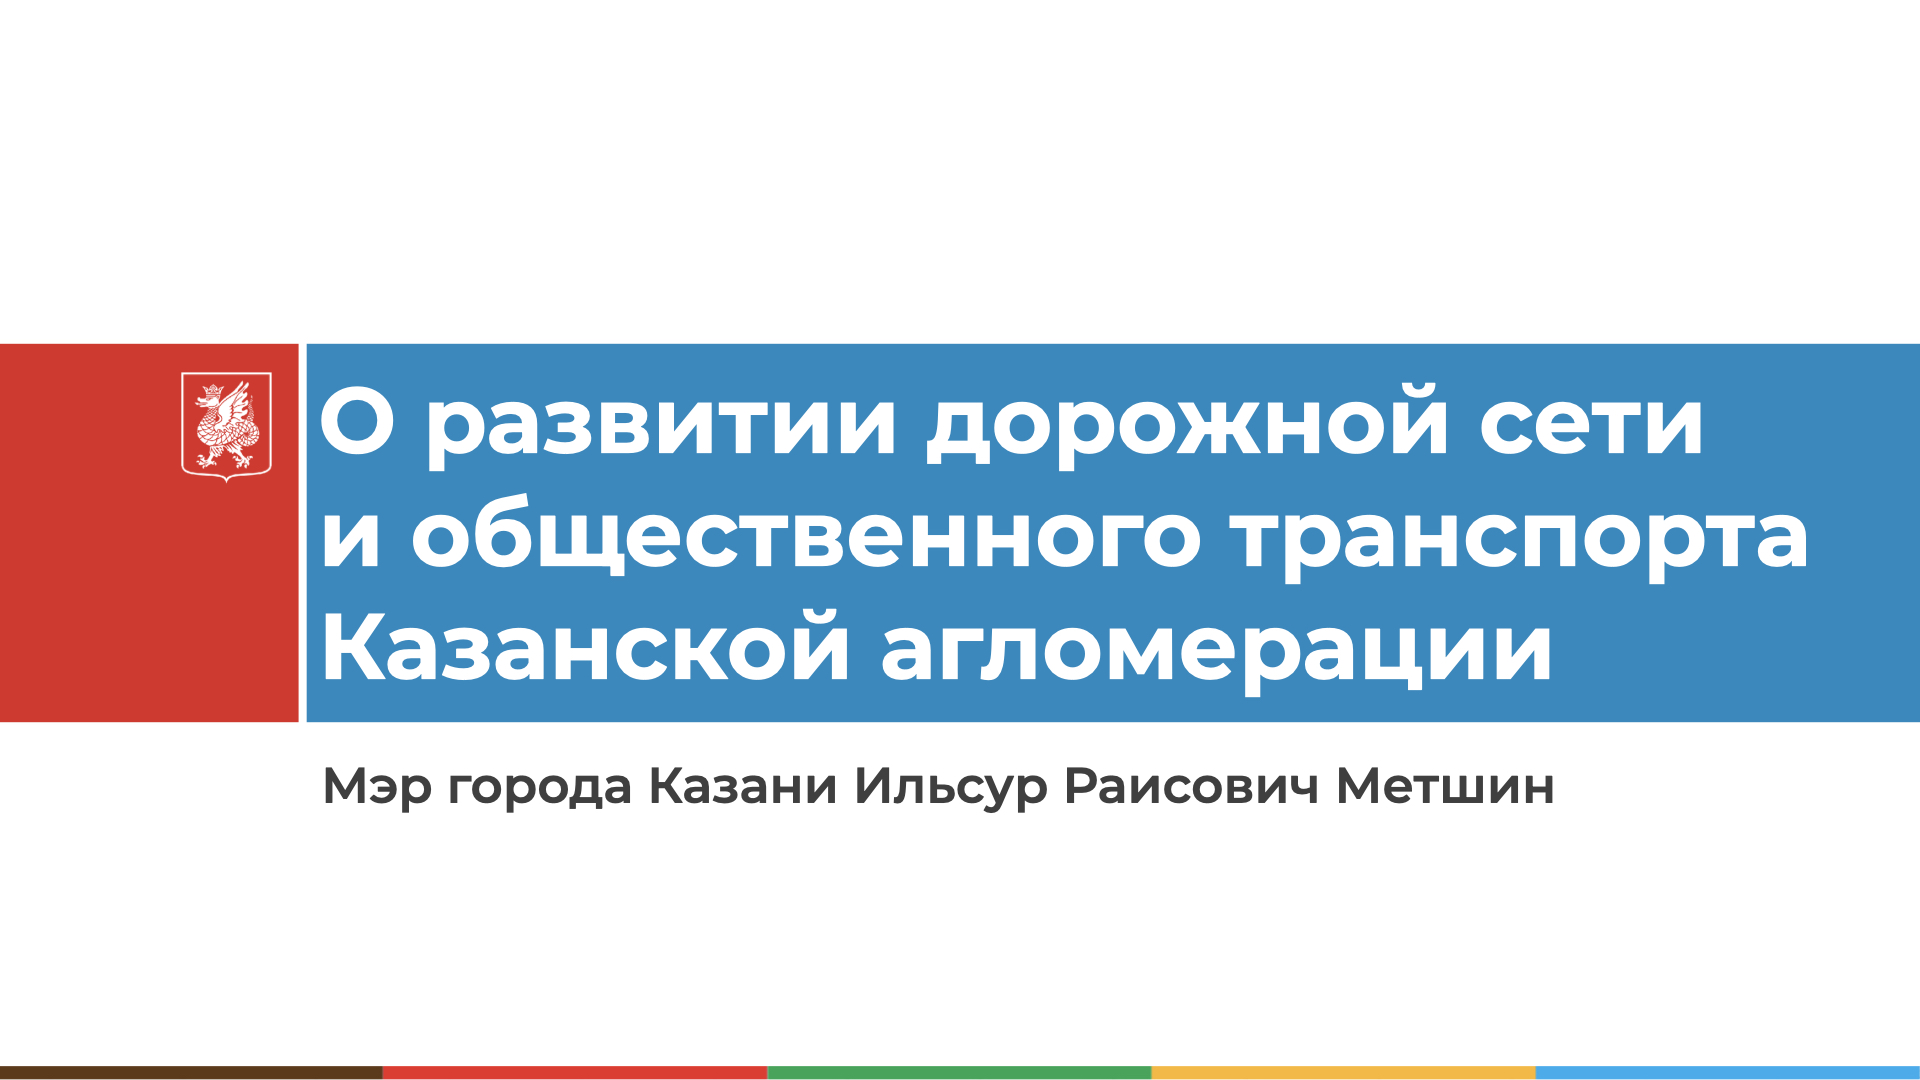 О развитии дорожной сети
и общественного транспорта
Казанской агломерации
Мэр города Казани Ильсур Раисович Метшин